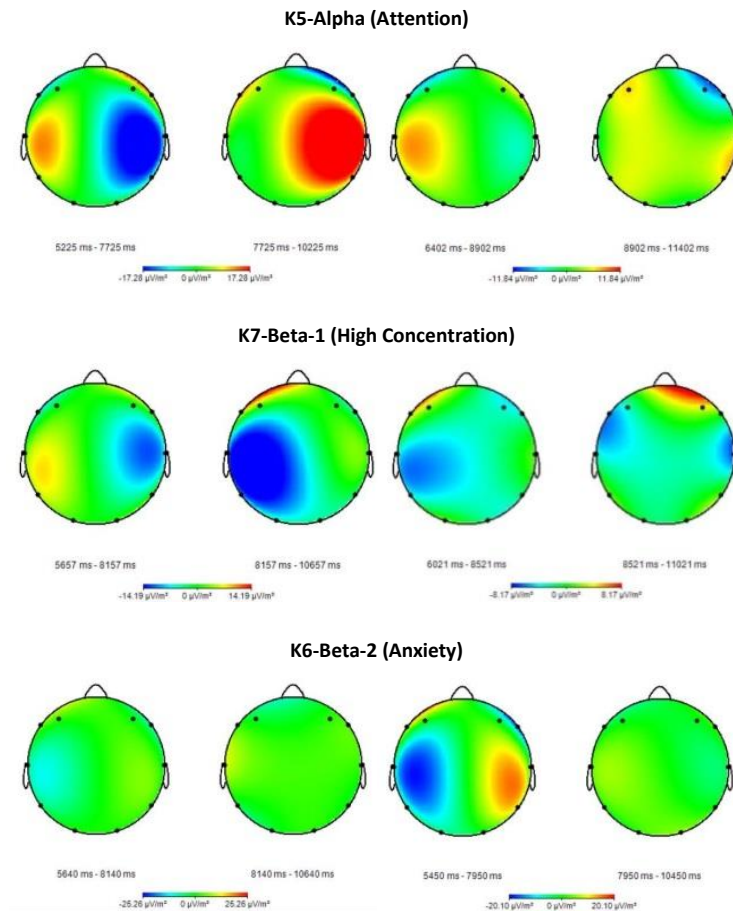 K5-Alpha (Attention)
5225 ms - 7725 ms
7725 ms - 10225 ms
6402 ms - 8902 ms
8902 ms - 11402 ms
-17.28 µV/m² 0 µV/m² 17.28 µV/m²
-11.84 µV/m² 0 µV/m² 11.84 µV/m²
K7-Beta-1 (High Concentration)
5657 ms - 8157 ms
8157 ms - 10657 ms
6021 ms - 8521 ms
8521 ms - 11021 ms
-14.19 µV/m² 0 µV/m² 14.19 µV/m²
-8.17 µV/m² 0 µV/m² 8.17 µV/m²
K6-Beta-2 (Anxiety)
5640 ms - 8140 ms
8140 ms - 10640 ms
5450 ms - 7950 ms
7950 ms - 10450 ms
-25.26 µV/m² 0 µV/m² 25.26 µV/m²
-20.10 µV/m² 0 µV/m² 20.10 µV/m²